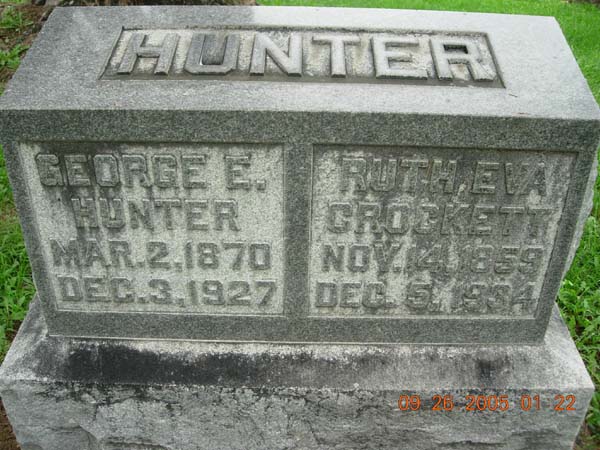 HUNTER
GEORGE E.
HUNTER
MAR. 2, 1870
DEC. 3, 1927
RUTH EVA
CROCKETT
NOV. 14, 1859
DEC. 5, 1934
09 26 2005 01 22